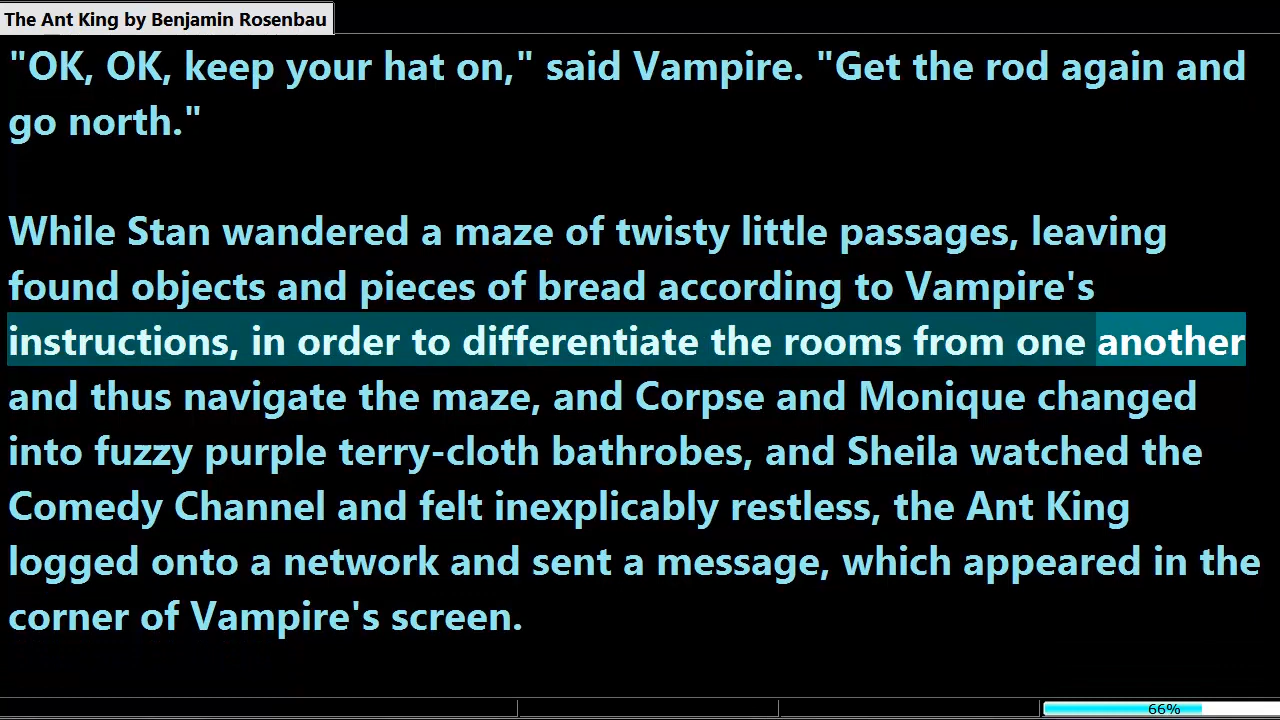 The Ant King by Benjamin Rosenbau
"OK, OK, keep your hat on," said Vampire. "Get the rod again and
go north."
While Stan wandered a maze of twisty little passages, leaving
found objects and pieces of bread according to Vampire's
instructions, in order to differentiate the rooms from one another
and thus navigate the maze, and Corpse and Monique changed
into fuzzy purple terry-cloth bathrobes, and Sheila watched the
Comedy Channel and felt inexplicably restless, the Ant King
logged onto a network and sent a message, which appeared in the
corner of Vampire's screen.
66%